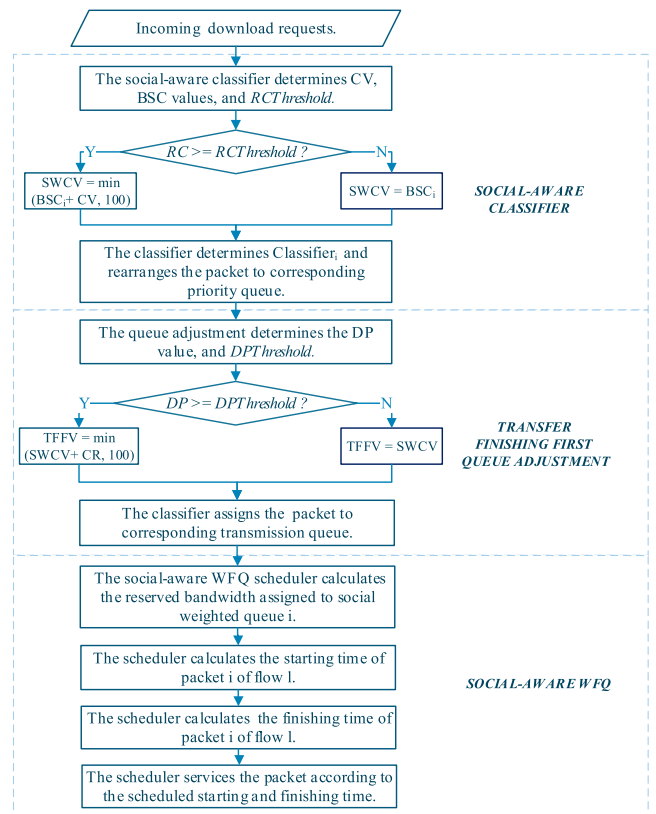 Incoming download requests.
The social-aware classifier determines CV,
BSC values, and RCThreshold.
RC >= RCThreshold ?
Y
N
SWCV = min
(BSCi+ CV, 100)
SWCV = BSCi
SOCIAL-AWARE
CLASSIFIER
The classifier determines Classifieri and
rearranges the packet to corresponding
priority queue.
The queue adjustment determines the DP
value, and DPThreshold.
DP >= DPThreshold ?
Y
N
TFFV = min
(SWCV+ CR, 100)
TFFV = SWCV
TRANSFER
FINISHING FIRST
QUEUE ADJUSTMENT
The classifier assigns the packet to
corresponding transmission queue.
The social-aware WFQ scheduler calculates
the reserved bandwidth assigned to social
weighted queue i.
The scheduler calculates the starting time of
packet i of flow l.
SOCIAL-AWARE WFQ
The scheduler calculates the finishing time of
packet i of flow l.
The scheduler services the packet according to
the scheduled starting and finishing time.